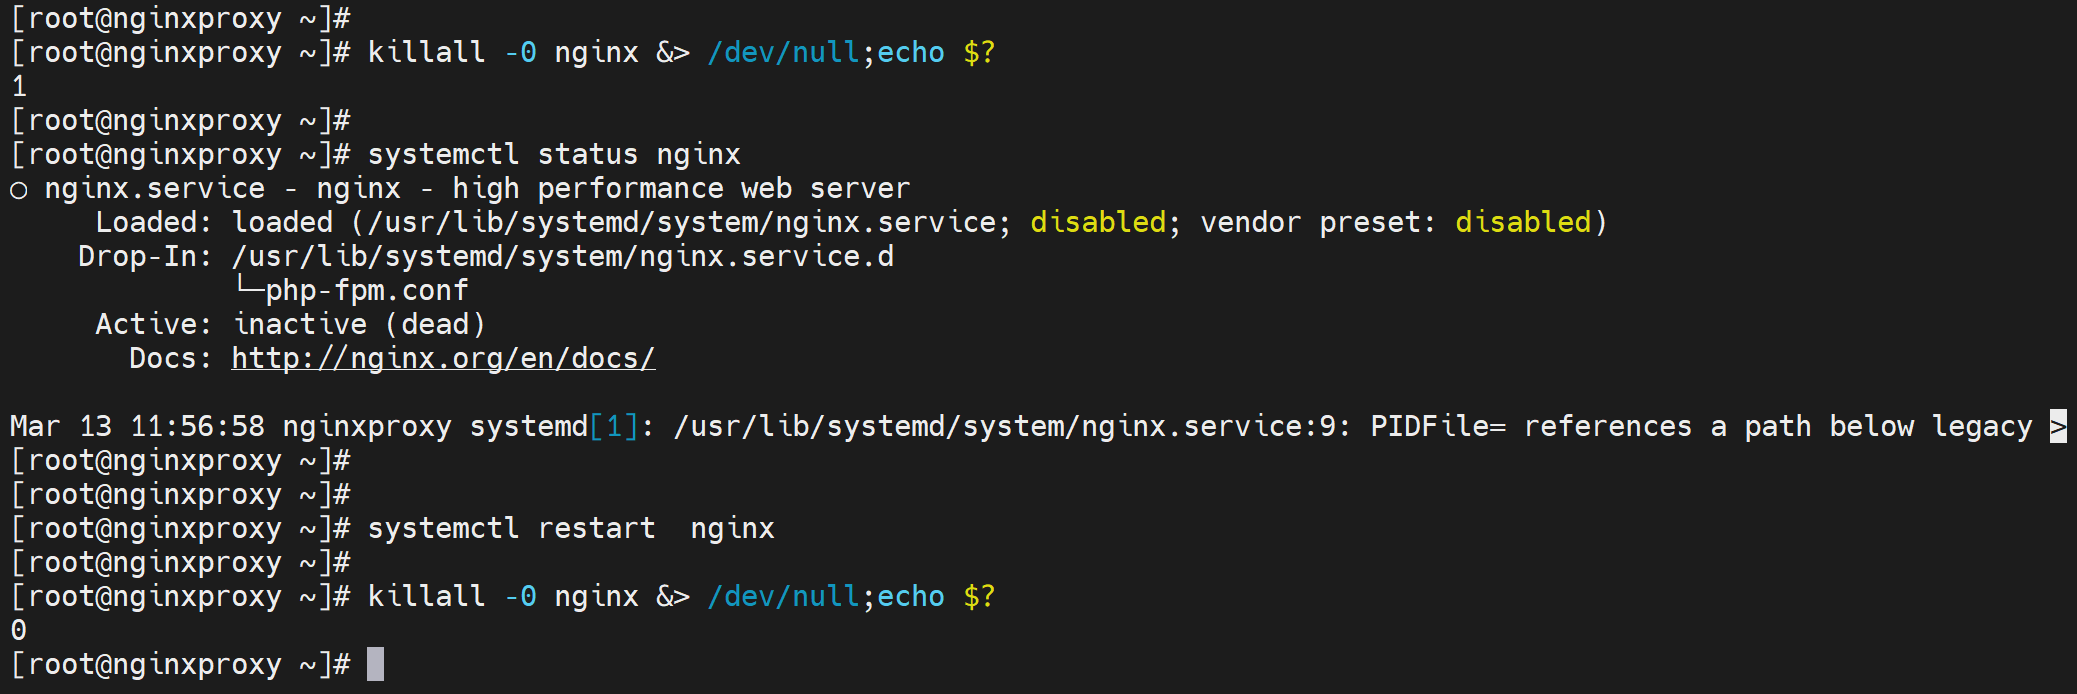 [root@nginxproxy ~]#
[root@nginxproxy ~]# killall -0 nginx &> /dev/null;echo $?
1
[root@nginxproxy ~]#
[root@nginxproxy ~]# systemctl status nginx
○ nginx.service - nginx - high performance web server
     Loaded: loaded (/usr/lib/systemd/system/nginx.service; disabled; vendor preset: disabled)
    Drop-In: /usr/lib/systemd/system/nginx.service.d
             └─php-fpm.conf
     Active: inactive (dead)
       Docs: http://nginx.org/en/docs/

Mar 13 11:56:58 nginxproxy systemd[1]: /usr/lib/systemd/system/nginx.service:9: PIDFile= references a path below legacy >
[root@nginxproxy ~]#
[root@nginxproxy ~]#
[root@nginxproxy ~]# systemctl restart  nginx
[root@nginxproxy ~]#
[root@nginxproxy ~]# killall -0 nginx &> /dev/null;echo $?
0
[root@nginxproxy ~]#